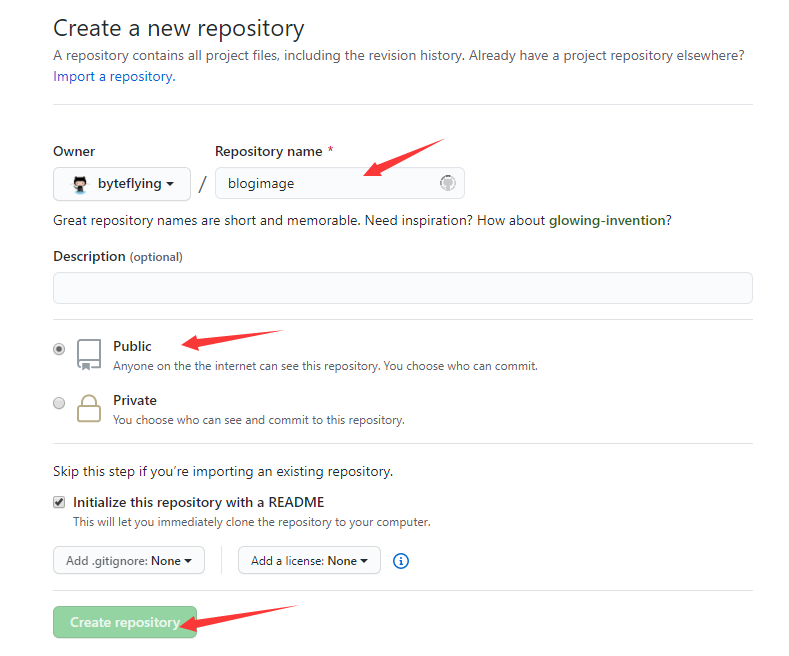 Create a new repository
A repository contains all project files, including the revision history. Already have a project repository elsewhere?
Import a repository.
Owner
Repository name *
byteflying / blogimage
Great repository names are short and memorable. Need inspiration? How about glowing-invention?
Description (optional)
Public
Anyone on the the internet can see this repository. You choose who can commit.
Private
You choose who can see and commit to this repository.
Skip this step if you’re importing an existing repository.
Initialize this repository with a README
This will let you immediately clone the repository to your computer.
Add .gitignore: None
Add a license: None
Create repository